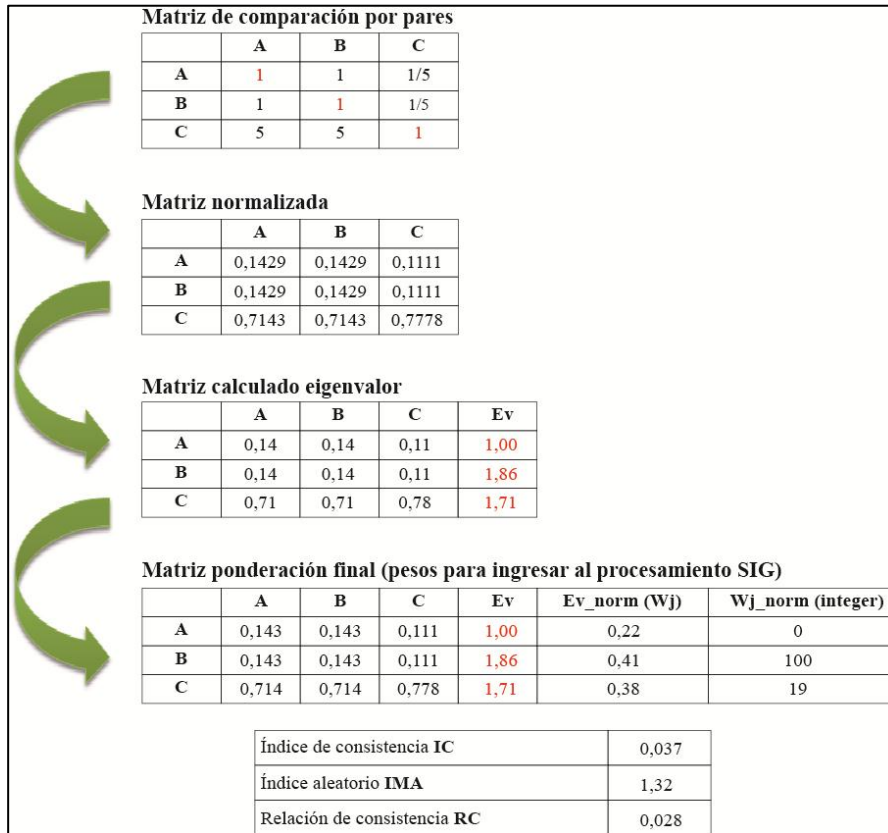 Matriz de comparación por pares
A B C
A 1 1 1/5
B 1 1 1/5
C 5 5 1
Matriz normalizada
A B C
A 0,1429 0,1429 0,1111
B 0,1429 0,1429 0,1111
C 0,7143 0,7143 0,7778
Matriz calculado eigenvalor
A B C Ev
A 0,14 0,14 0,11 1,00
B 0,14 0,14 0,11 1,86
C 0,71 0,71 0,78 1,71
Matriz ponderación final (pesos para ingresar al procesamiento SIG)
A B C Ev Ev_norm (Wj) Wj_norm (integer)
A 0,143 0,143 0,111 1,00 0,22 0
B 0,143 0,143 0,111 1,86 0,41 100
C 0,714 0,714 0,778 1,71 0,38 19
Índice de consistencia IC 0,037
Índice aleatorio IMA 1,32
Relación de consistencia RC 0,028